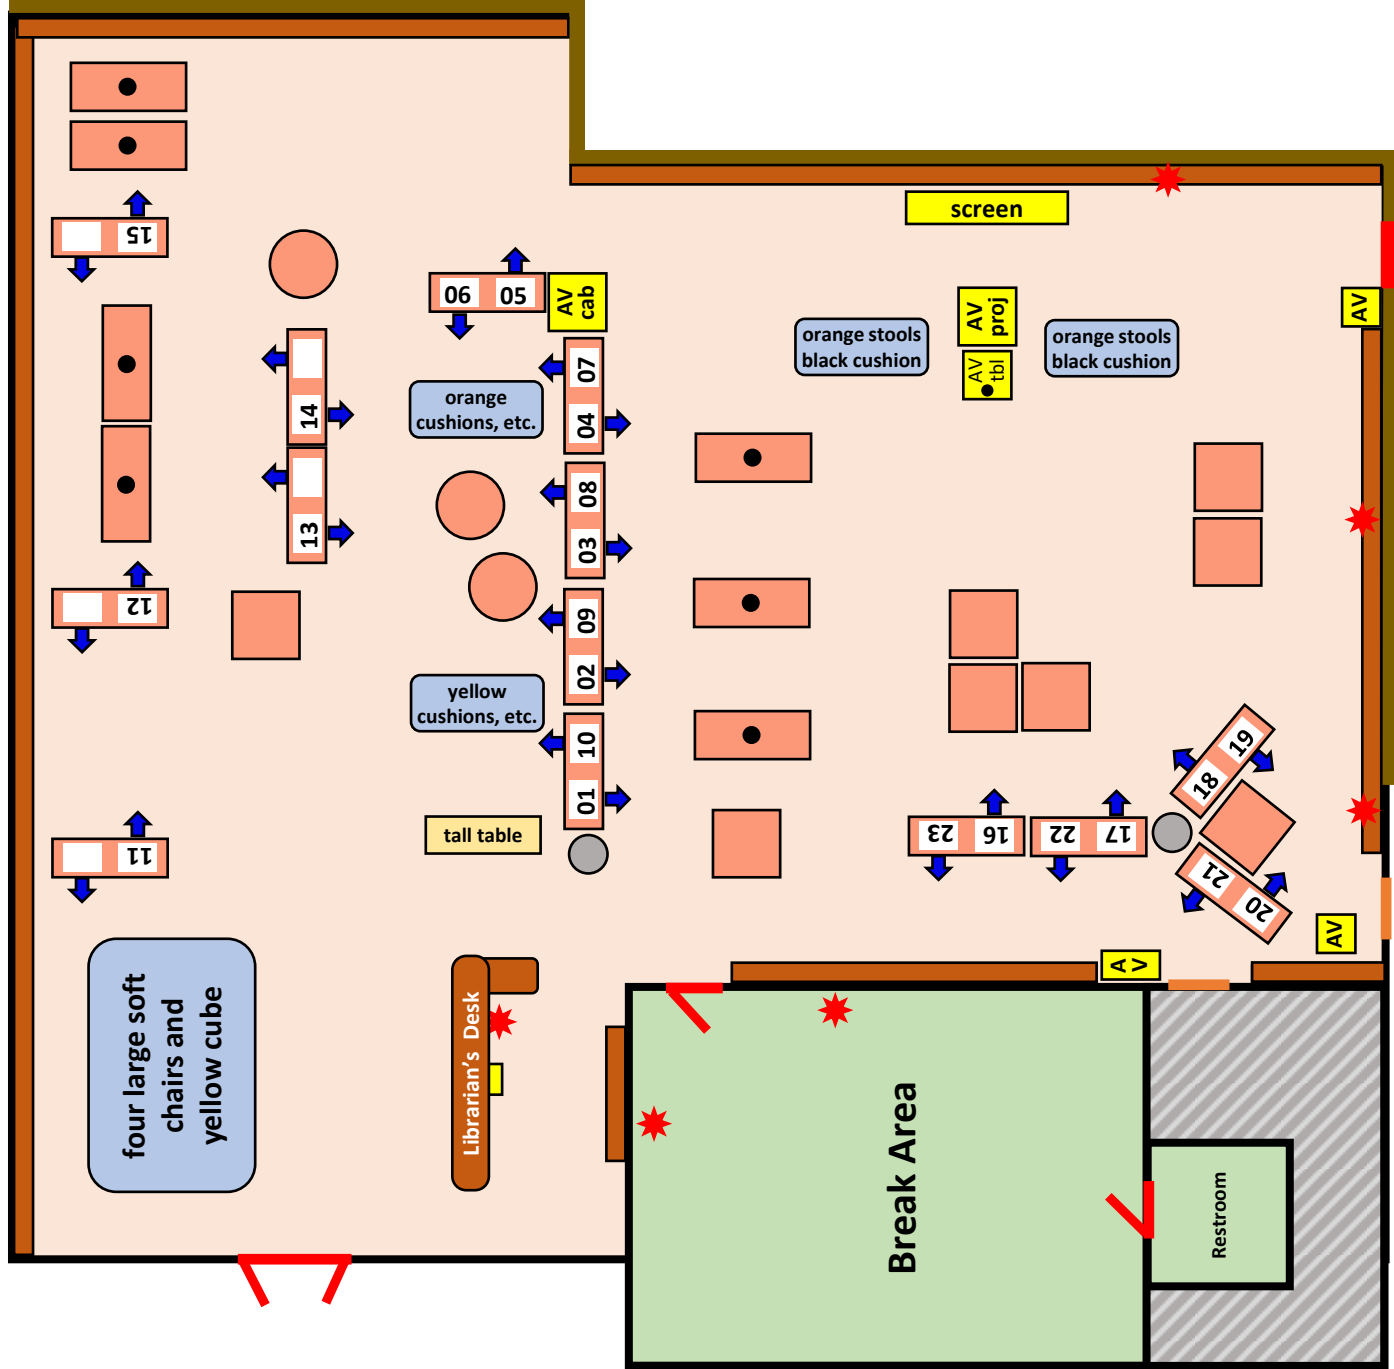 screen
15
06
05
AV
cab
AV
proj
AV
orange stools
black cushion
orange stools
black cushion
AV
tbl
07
04
14
orange
cushions, etc.
08
03
13
12
09
02
yellow
cushions, etc.
10
01
19
18
tall table
23
16
22
17
11
21
20
AV
A V
four large soft
chairs and
yellow cube
Librarian's Desk
Break Area
Restroom